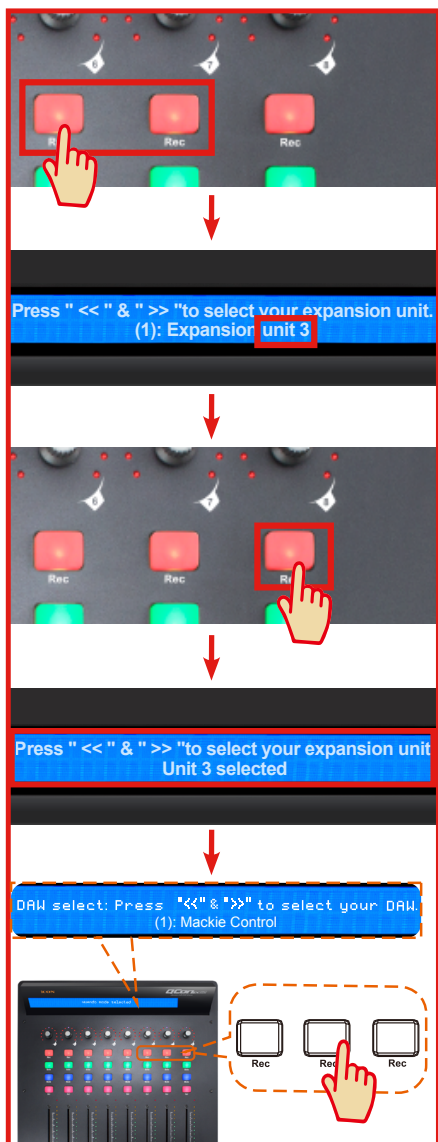 6 7 8
Rec Rec Rec
Press " << " & " >> "to select your expansion unit.
(1): Expansion unit 3
6 7 8
Rec Rec Rec
Press " << " & " >> "to select your expansion unit
Unit 3 selected
DAW select: Press "<<" & ">>" to select your DAW.
(1): Mackie Control
Rec Rec Rec